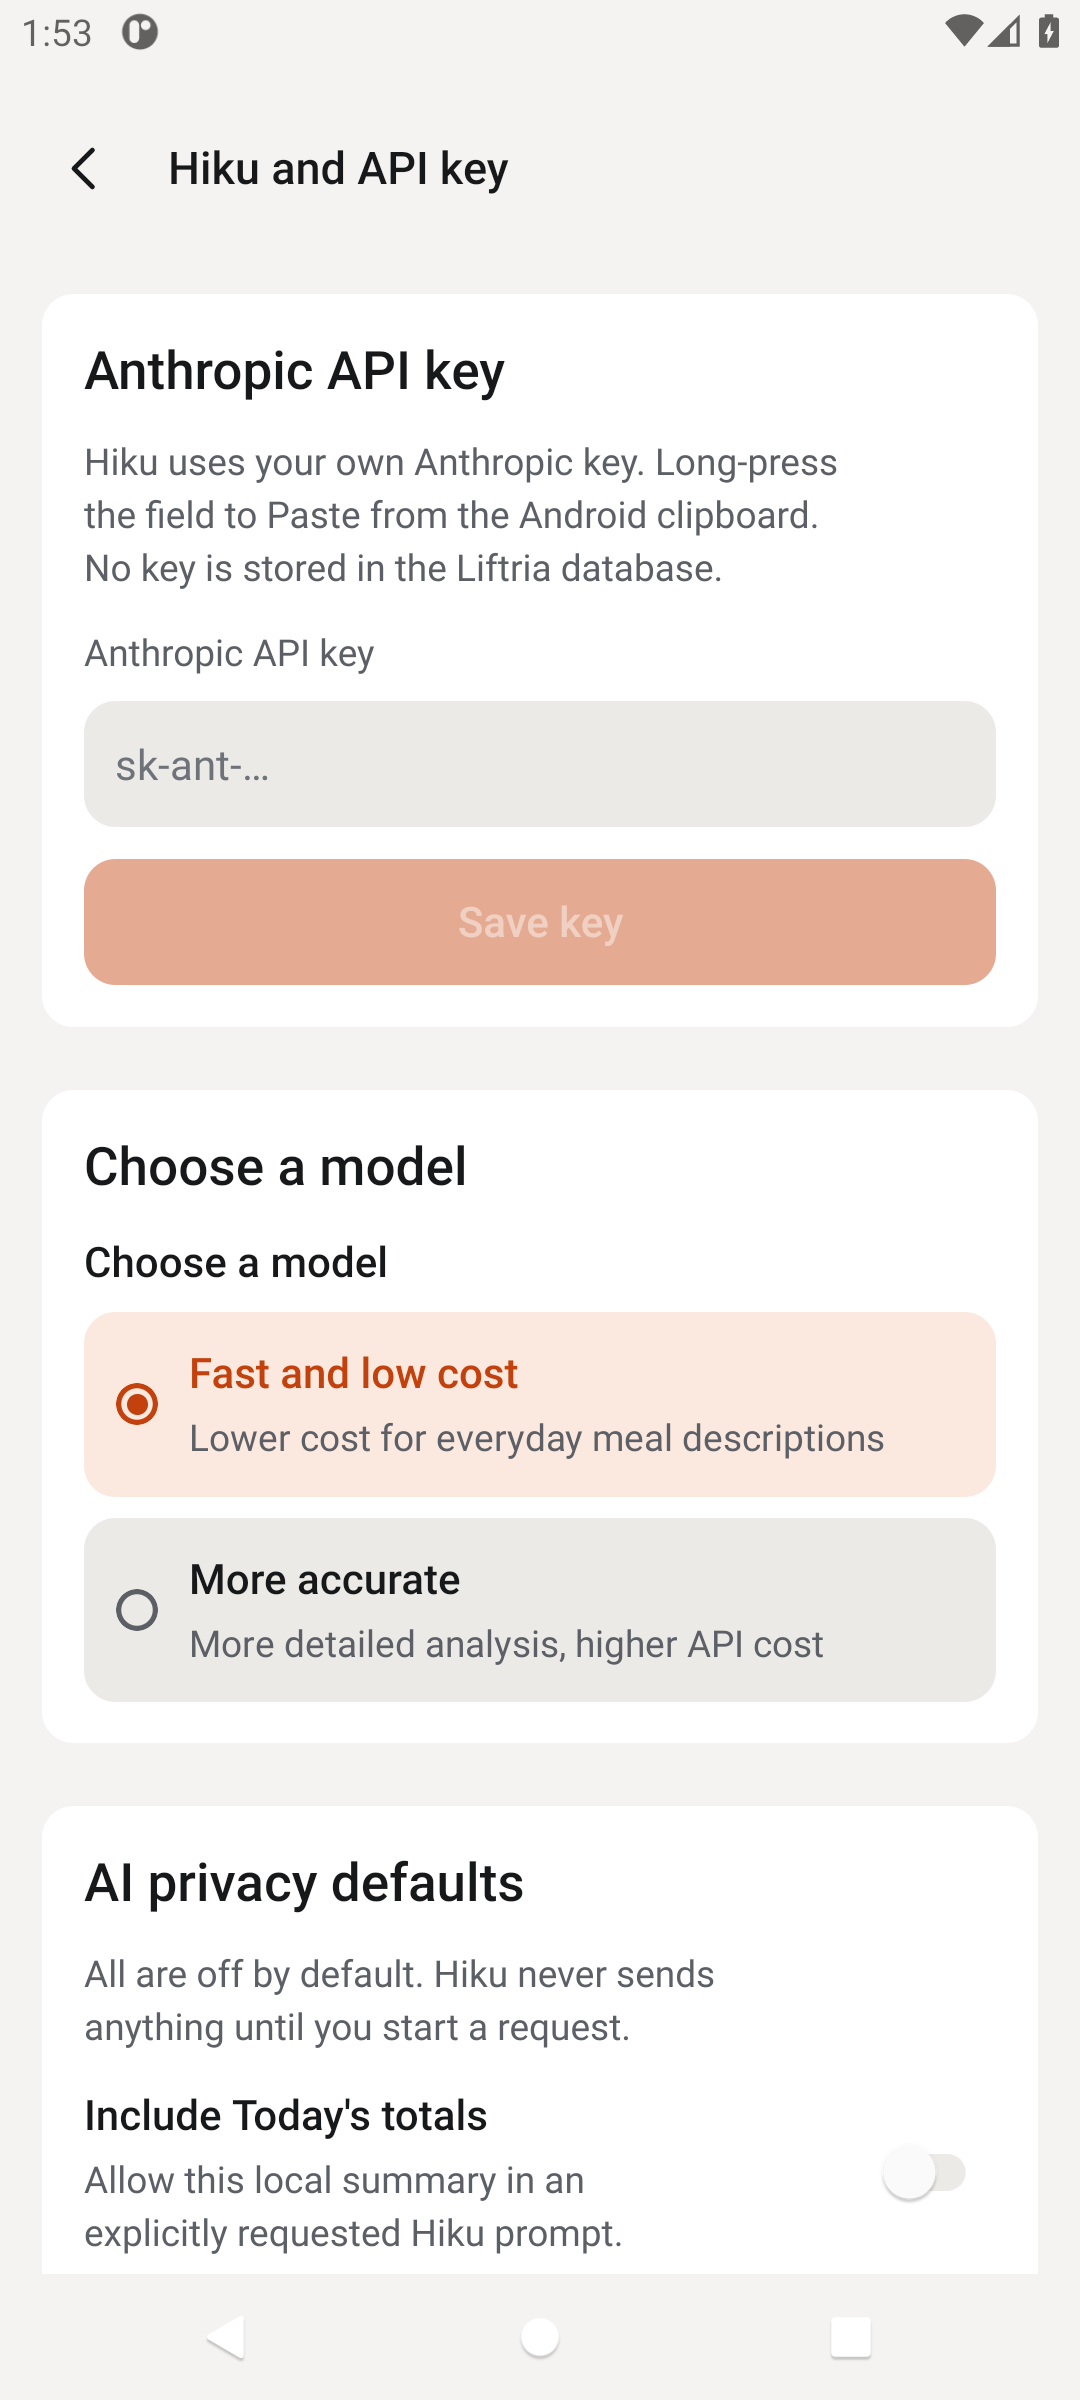 1:53
Hiku and API key
Anthropic API key
Hiku uses your own Anthropic key. Long-press
the field to Paste from the Android clipboard.
No key is stored in the Liftria database.
Anthropic API key
sk-ant-...
Save key
Choose a model
Choose a model
Fast and low cost
Lower cost for everyday meal descriptions
More accurate
More detailed analysis, higher API cost
AI privacy defaults
All are off by default. Hiku never sends
anything until you start a request.
Include Today's totals
Allow this local summary in an
explicitly requested Hiku prompt.